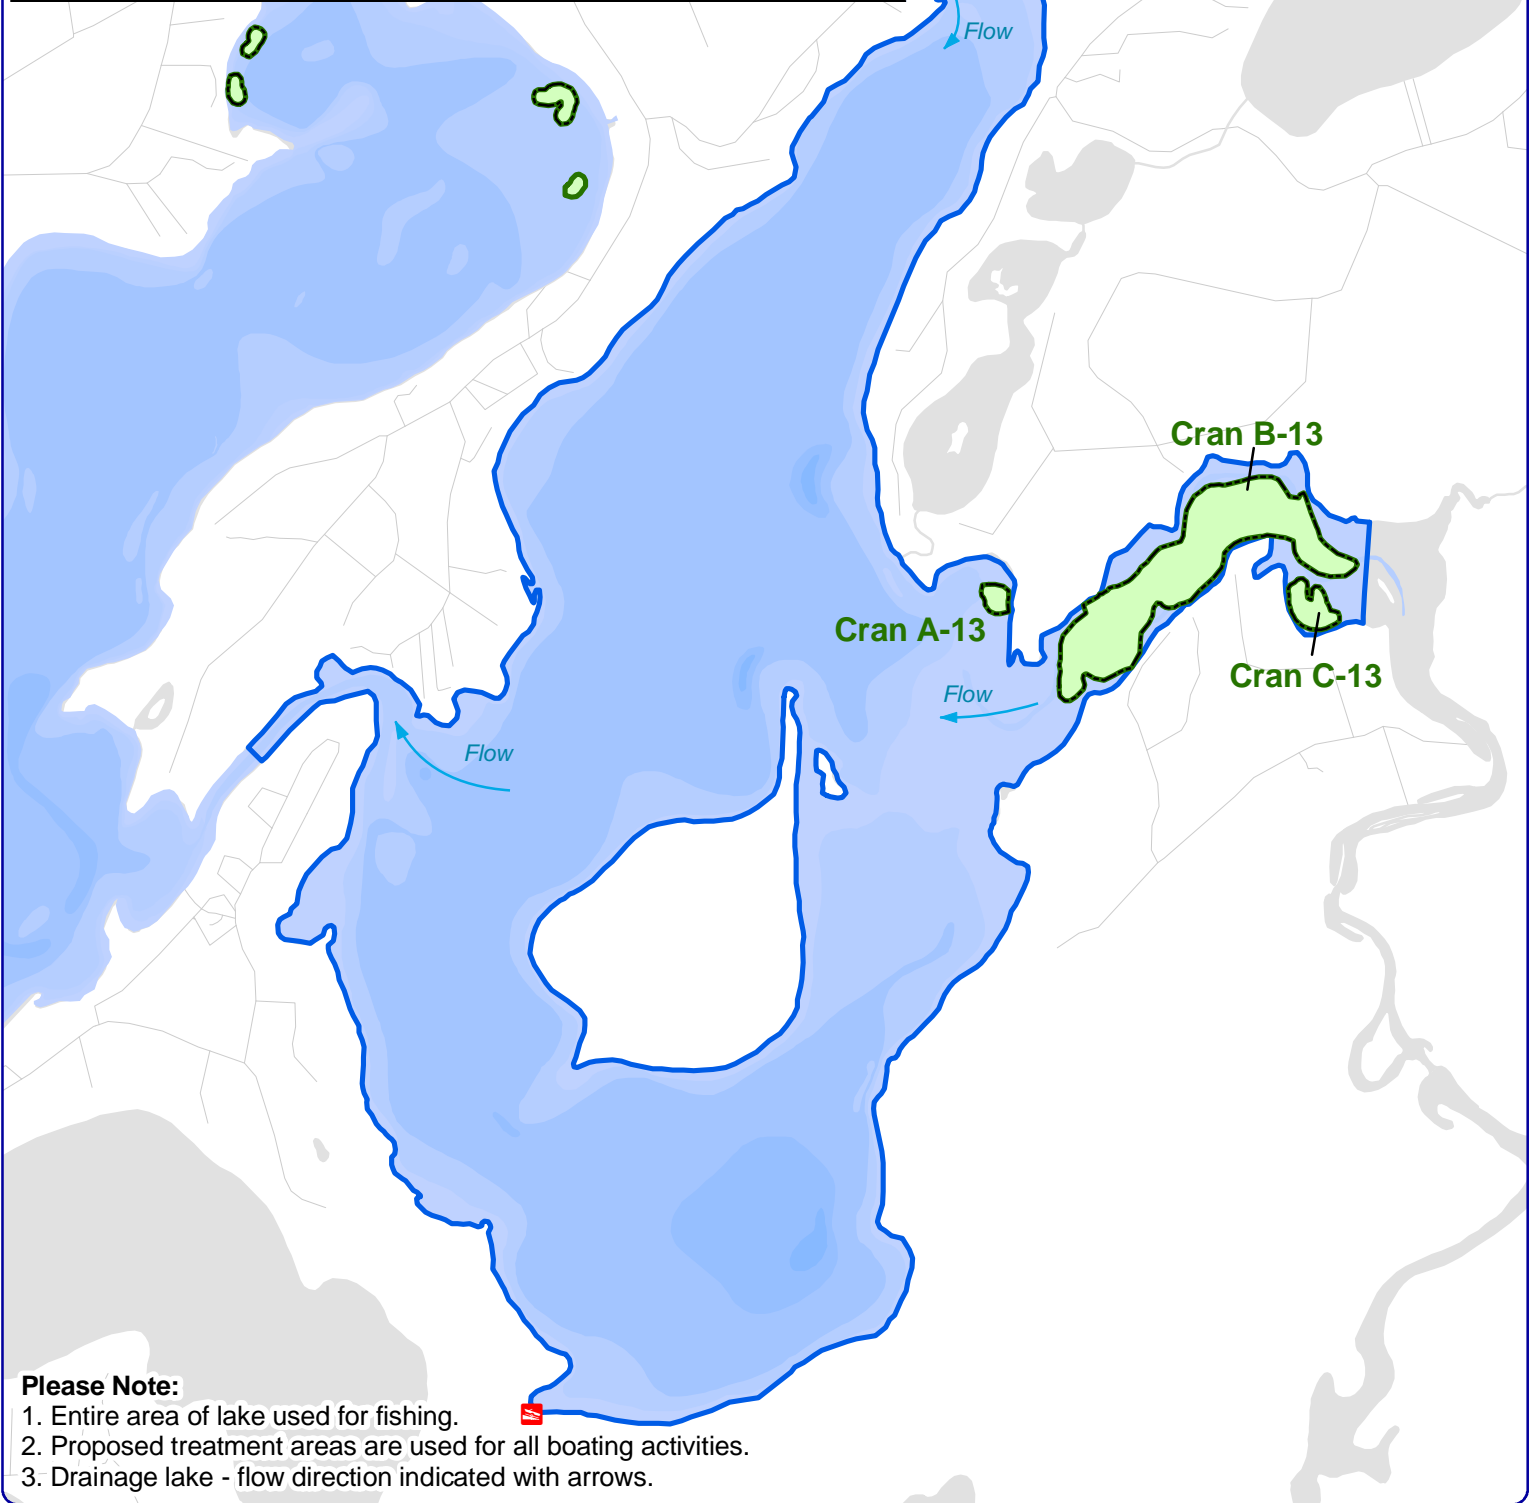 Flow
Cran B-13
Cran A-13
Cran C-13
Flow
Flow
Please Note:
1. Entire area of lake used for fishing.
2. Proposed treatment areas are used for all boating activities.
3. Drainage lake - flow direction indicated with arrows.